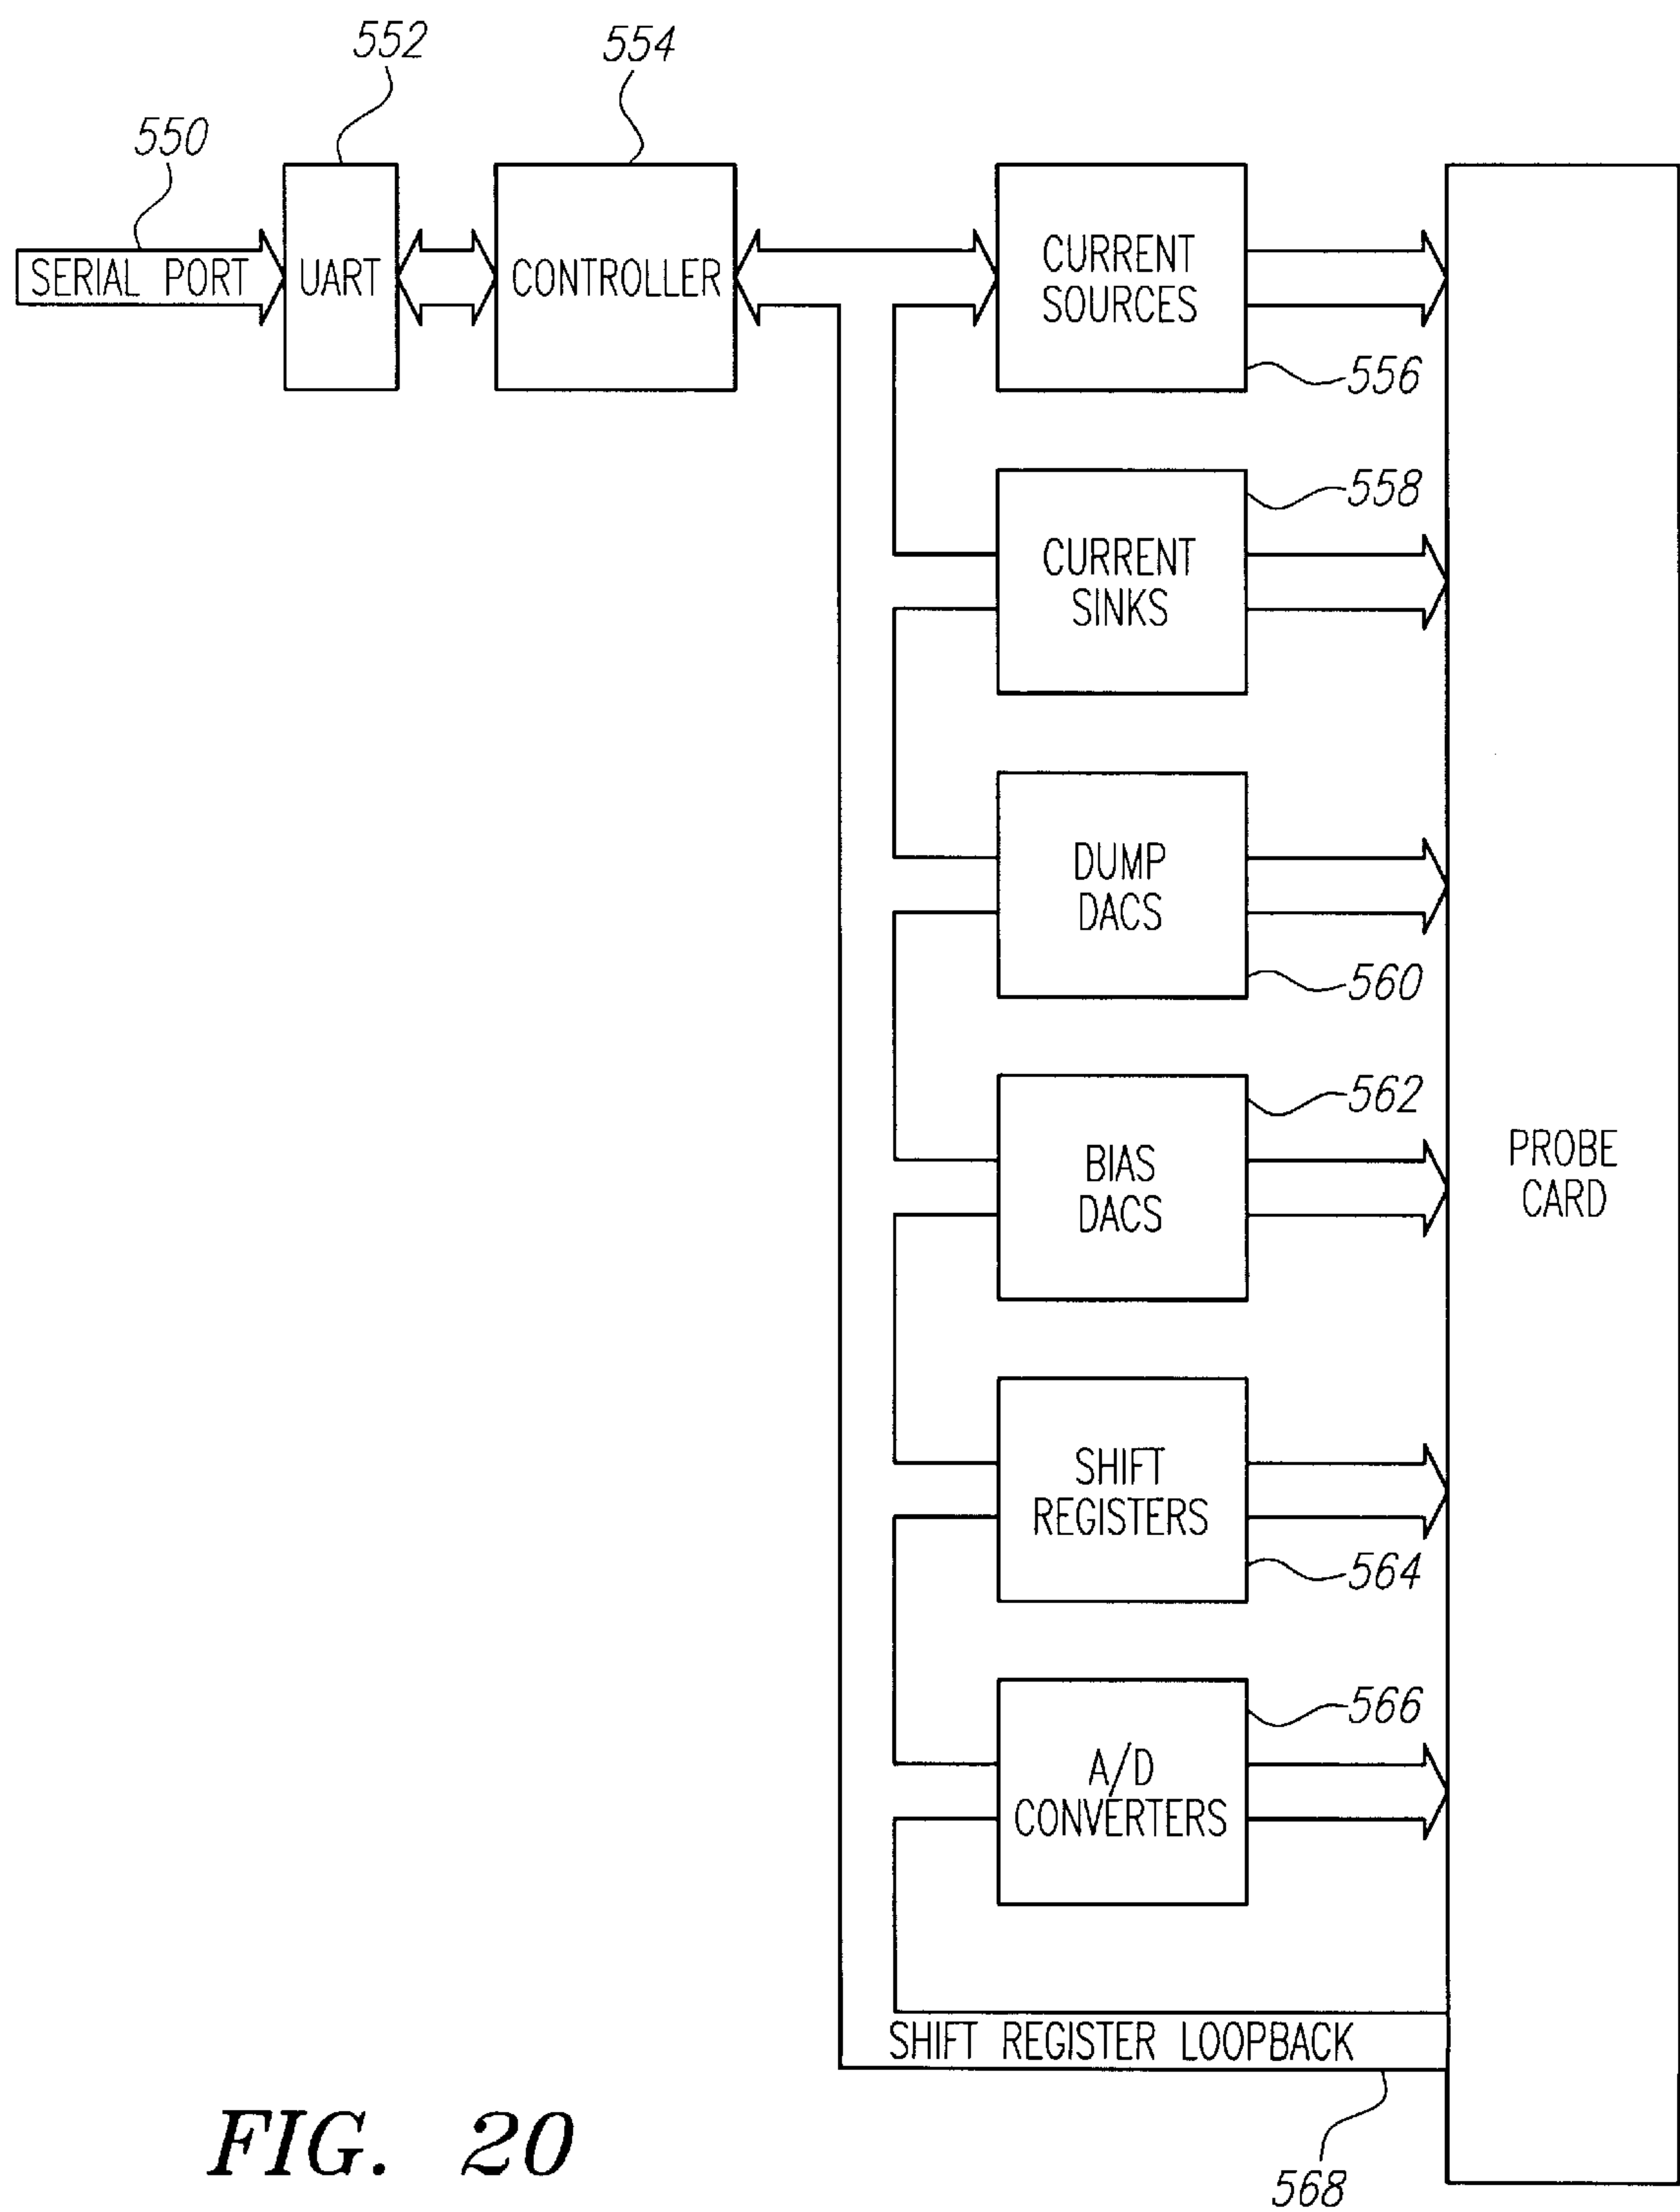 552
554
550
SERIAL PORT
UART
CONTROLLER
CURRENT
SOURCES
556
558
CURRENT
SINKS
DUMP
DACS
560
562
BIAS
DACS
PROBE
CARD
SHIFT
REGISTERS
564
566
A/D
CONVERTERS
SHIFT REGISTER LOOPBACK
568
FIG. 20